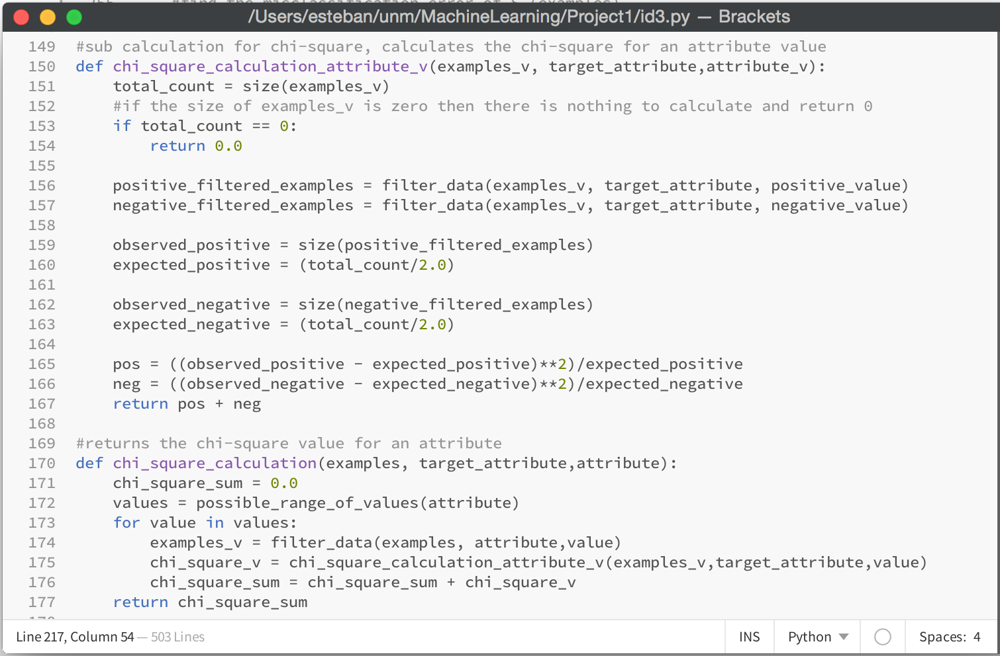 /Users/esteban/unm/MachineLearning/Project1/id3.py — Brackets
149 #sub calculation for chi-square, calculates the chi-square for an attribute value
150 def chi_square_calculation_attribute_v(examples_v, target_attribute,attribute_v):
151     total_count = size(examples_v)
152     #if the size of examples_v is zero then there is nothing to calculate and return 0
153     if total_count == 0:
154         return 0.0
155
156     positive_filtered_examples = filter_data(examples_v, target_attribute, positive_value)
157     negative_filtered_examples = filter_data(examples_v, target_attribute, negative_value)
158
159     observed_positive = size(positive_filtered_examples)
160     expected_positive = (total_count/2.0)
161
162     observed_negative = size(negative_filtered_examples)
163     expected_negative = (total_count/2.0)
164
165     pos = ((observed_positive - expected_positive)**2)/expected_positive
166     neg = ((observed_negative - expected_negative)**2)/expected_negative
167     return pos + neg
168
169 #returns the chi-square value for an attribute
170 def chi_square_calculation(examples, target_attribute,attribute):
171     chi_square_sum = 0.0
172     values = possible_range_of_values(attribute)
173     for value in values:
174         examples_v = filter_data(examples, attribute,value)
175         chi_square_v = chi_square_calculation_attribute_v(examples_v,target_attribute,value)
176         chi_square_sum = chi_square_sum + chi_square_v
177     return chi_square_sum
Line 217, Column 54 — 503 Lines INS Python Spaces: 4